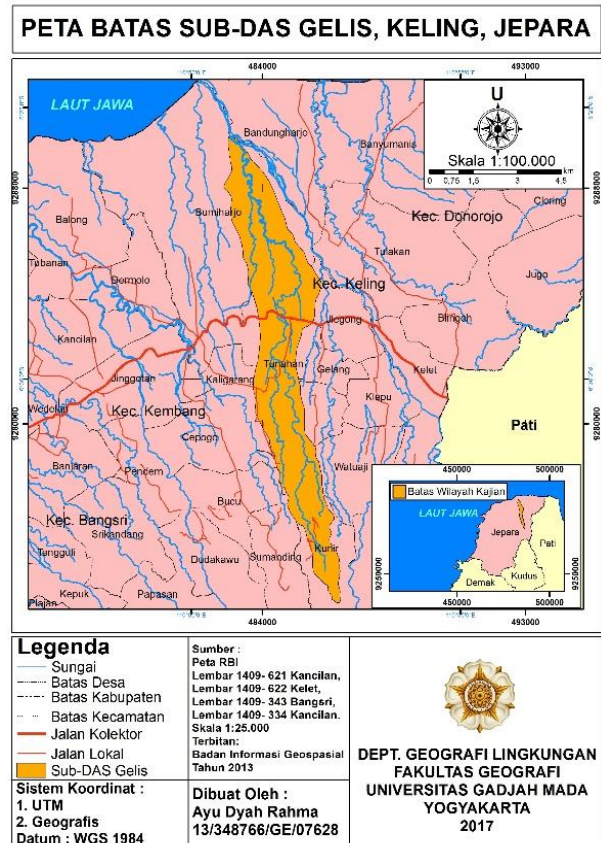 PETA BATAS SUB-DAS GELIS, KELING, JEPARA
484000
493000
LAUT JAWA
Bandungharjo
Banyumanis
U
Skala 1:100.000
km
0 0,75 1,5 3 4,5
9288000
9288000
Sumiharjo
Kec. Donorojo
Cloring
Balong
Tulakan
Tubanan
Jugo
Dormolo
Kec. Keling
Kancilan
Jlegong
Blingoh
Tunahan
Jinggotan
Kaligarang
Gelang
Kelet
Wedelan
Kec. Kembang
Klepu
9280000
9280000
Cepogo
Pati
Banjaran
Pendem
Watuaji
Bucu
Kec. Bangsri
Srikandang
Tengguli
Dudakawu
Sumanding
Kunir
Kepuk
Papasan
Plajan
484000
493000
450000
500000
Batas Wilayah Kajian
LAUT JAWA
Jepara
Pati
Kudus
Demak
9250000
9250000
450000
500000
Legenda
Sungai
Batas Desa
Batas Kabupaten
Batas Kecamatan
Jalan Kolektor
Jalan Lokal
Sub-DAS Gelis
Sistem Koordinat :
1. UTM
2. Geografis
Datum : WGS 1984
Sumber :
Peta RBI
Lembar 1409- 621 Kancilan,
Lembar 1409- 622 Kelet,
Lembar 1409- 343 Bangsri,
Lembar 1409- 334 Kancilan.
Skala 1:25.000
Terbitan:
Badan Informasi Geospasial
Tahun 2013
Dibuat Oleh :
Ayu Dyah Rahma
13/348766/GE/07628
DEPT. GEOGRAFI LINGKUNGAN
FAKULTAS GEOGRAFI
UNIVERSITAS GADJAH MADA
YOGYAKARTA
2017